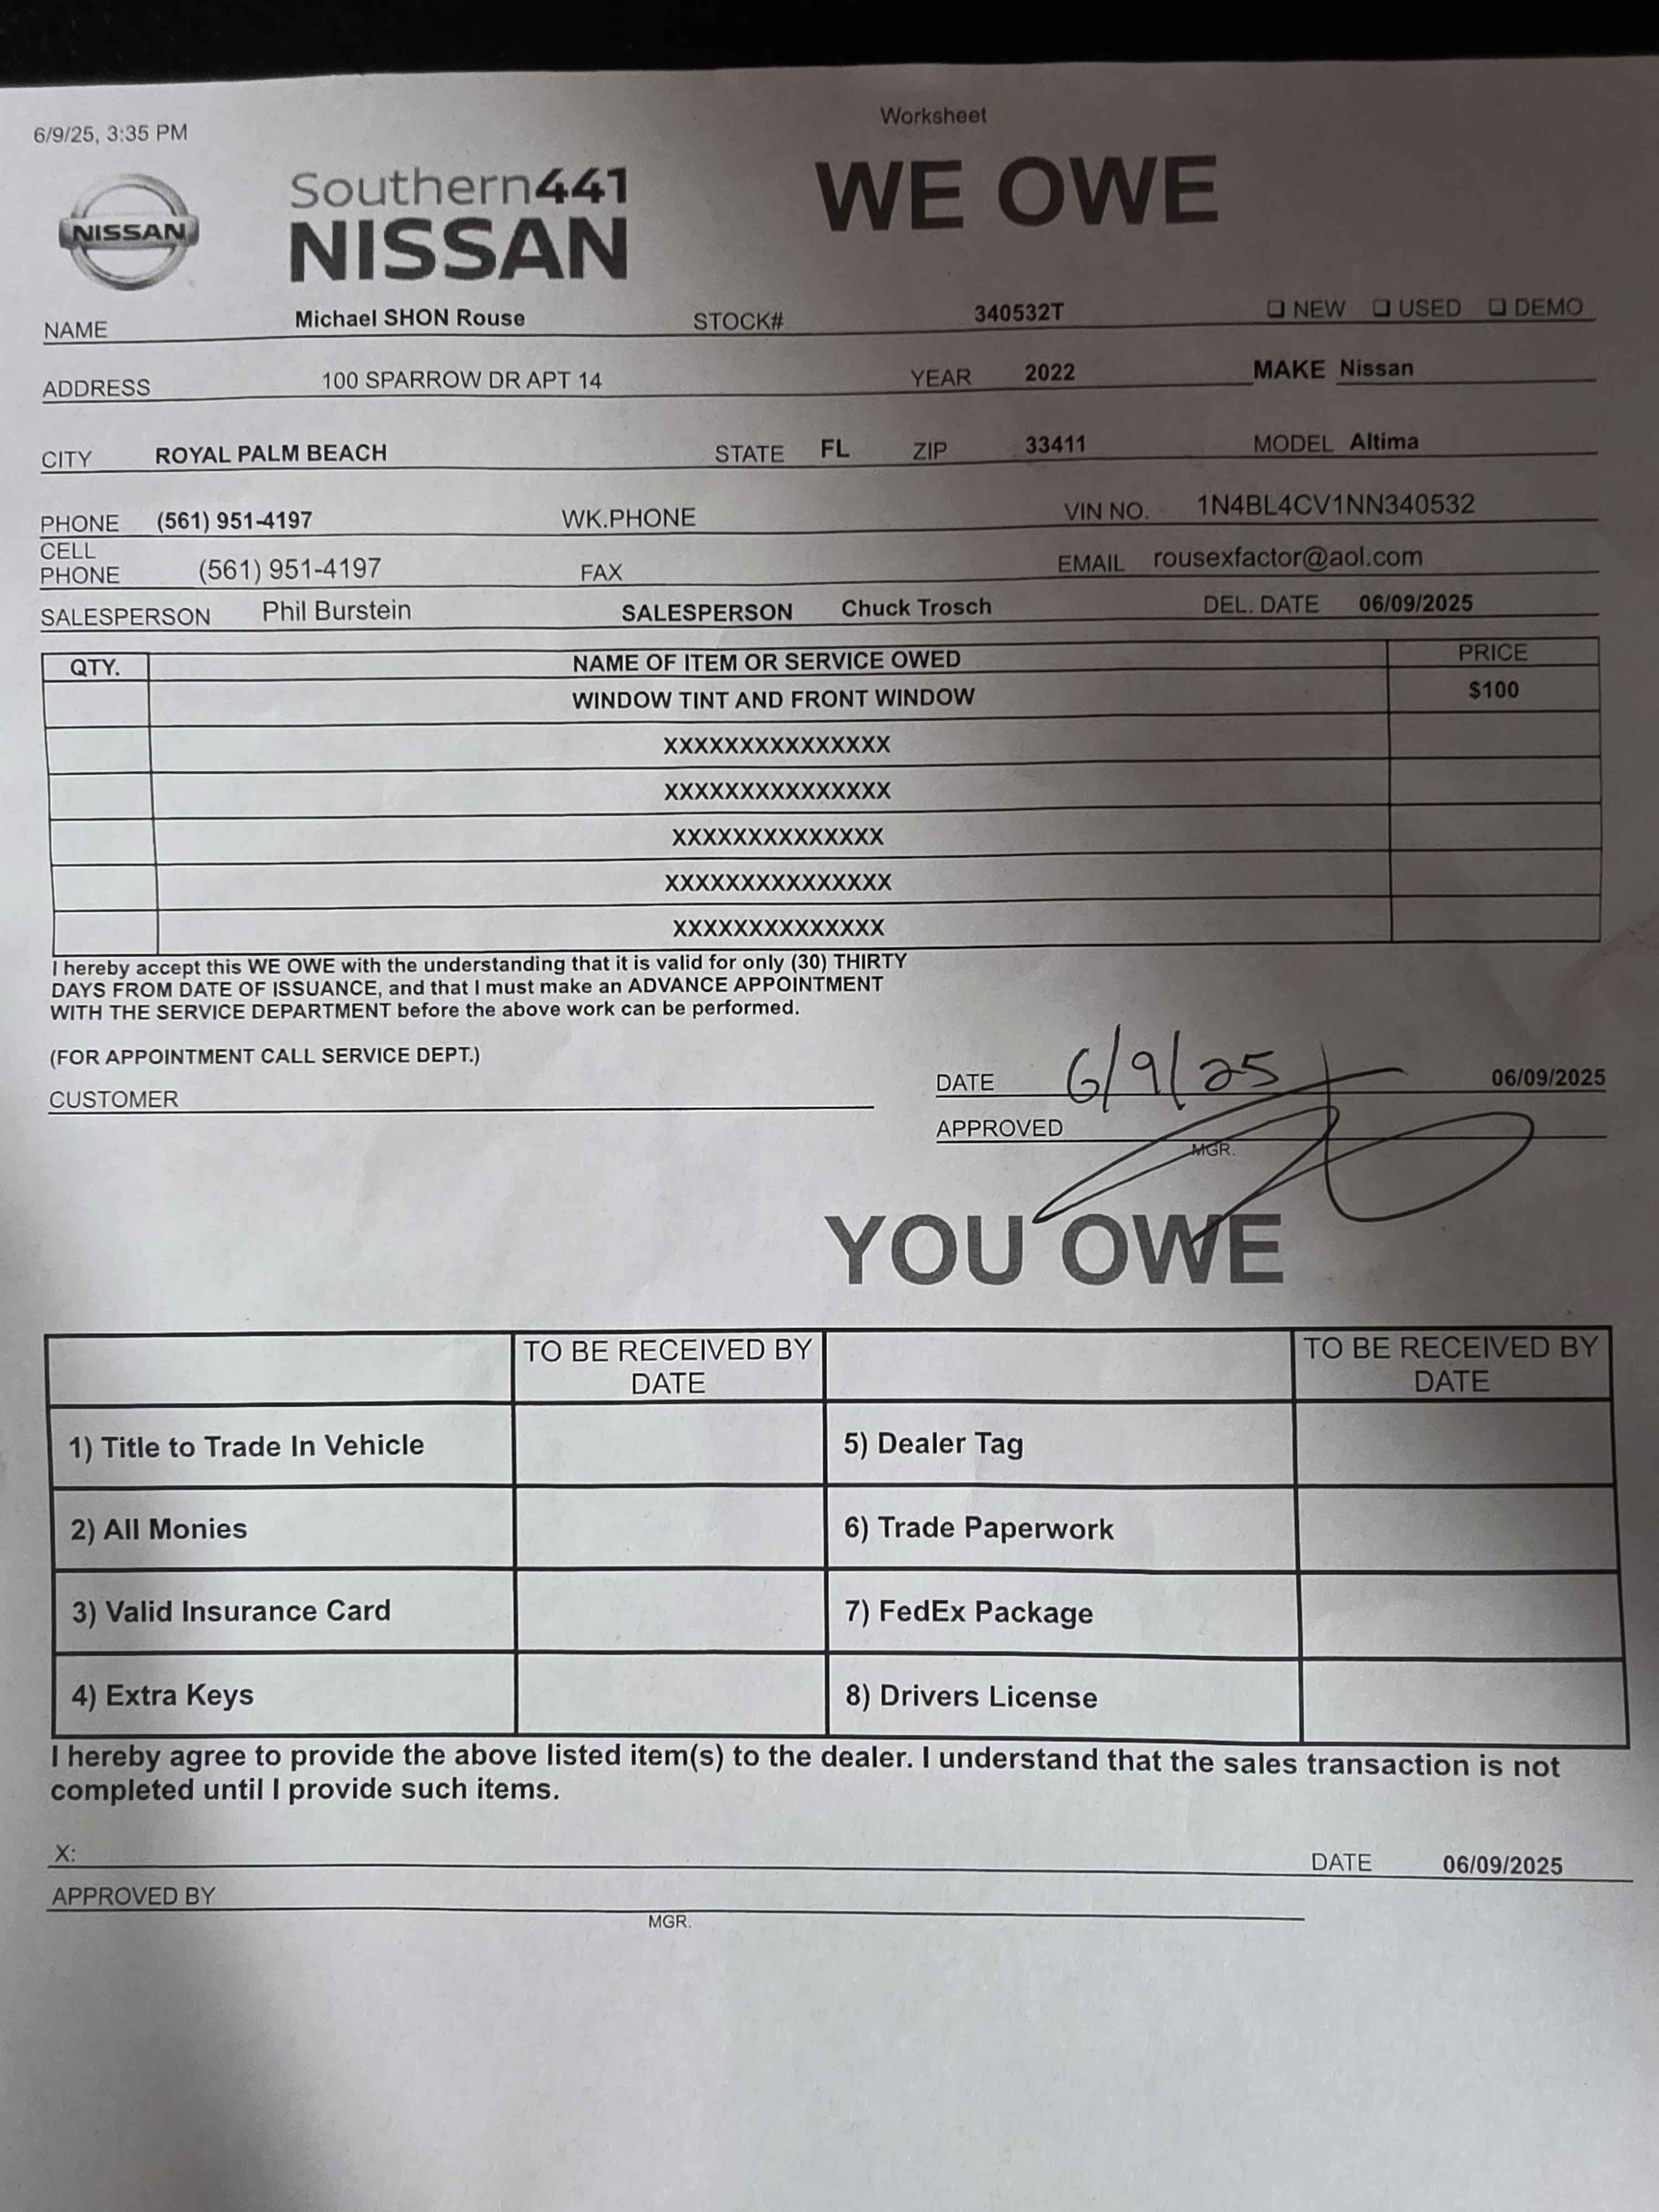 Worksheet
6/9/25, 3:35 PM
NISSAN
Southern441
NISSAN
WE OWE
NAME Michael SHON Rouse STOCK# 340532T ❑ NEW ❑ USED ❑ DEMO
ADDRESS 100 SPARROW DR APT 14 YEAR 2022 MAKE Nissan
CITY ROYAL PALM BEACH STATE FL ZIP 33411 MODEL Altima
PHONE (561) 951-4197 WK.PHONE VIN NO. 1N4BL4CV1NN340532
CELL
PHONE (561) 951-4197 FAX EMAIL rousexfactor@aol.com
SALESPERSON Phil Burstein SALESPERSON Chuck Trosch DEL. DATE 06/09/2025
QTY. NAME OF ITEM OR SERVICE OWED PRICE
WINDOW TINT AND FRONT WINDOW $100
XXXXXXXXXXXXXXX
XXXXXXXXXXXXXXX
XXXXXXXXXXXXXX
XXXXXXXXXXXXXXX
XXXXXXXXXXXXXX
I hereby accept this WE OWE with the understanding that it is valid for only (30) THIRTY
DAYS FROM DATE OF ISSUANCE, and that I must make an ADVANCE APPOINTMENT
WITH THE SERVICE DEPARTMENT before the above work can be performed.
(FOR APPOINTMENT CALL SERVICE DEPT.)
DATE 6/9/25 06/09/2025
CUSTOMER
APPROVED
MGR.
YOU OWE
TO BE RECEIVED BY DATE TO BE RECEIVED BY DATE
1) Title to Trade In Vehicle 5) Dealer Tag
2) All Monies 6) Trade Paperwork
3) Valid Insurance Card 7) FedEx Package
4) Extra Keys 8) Drivers License
I hereby agree to provide the above listed item(s) to the dealer. I understand that the sales transaction is not
completed until I provide such items.
X: DATE 06/09/2025
APPROVED BY
MGR.